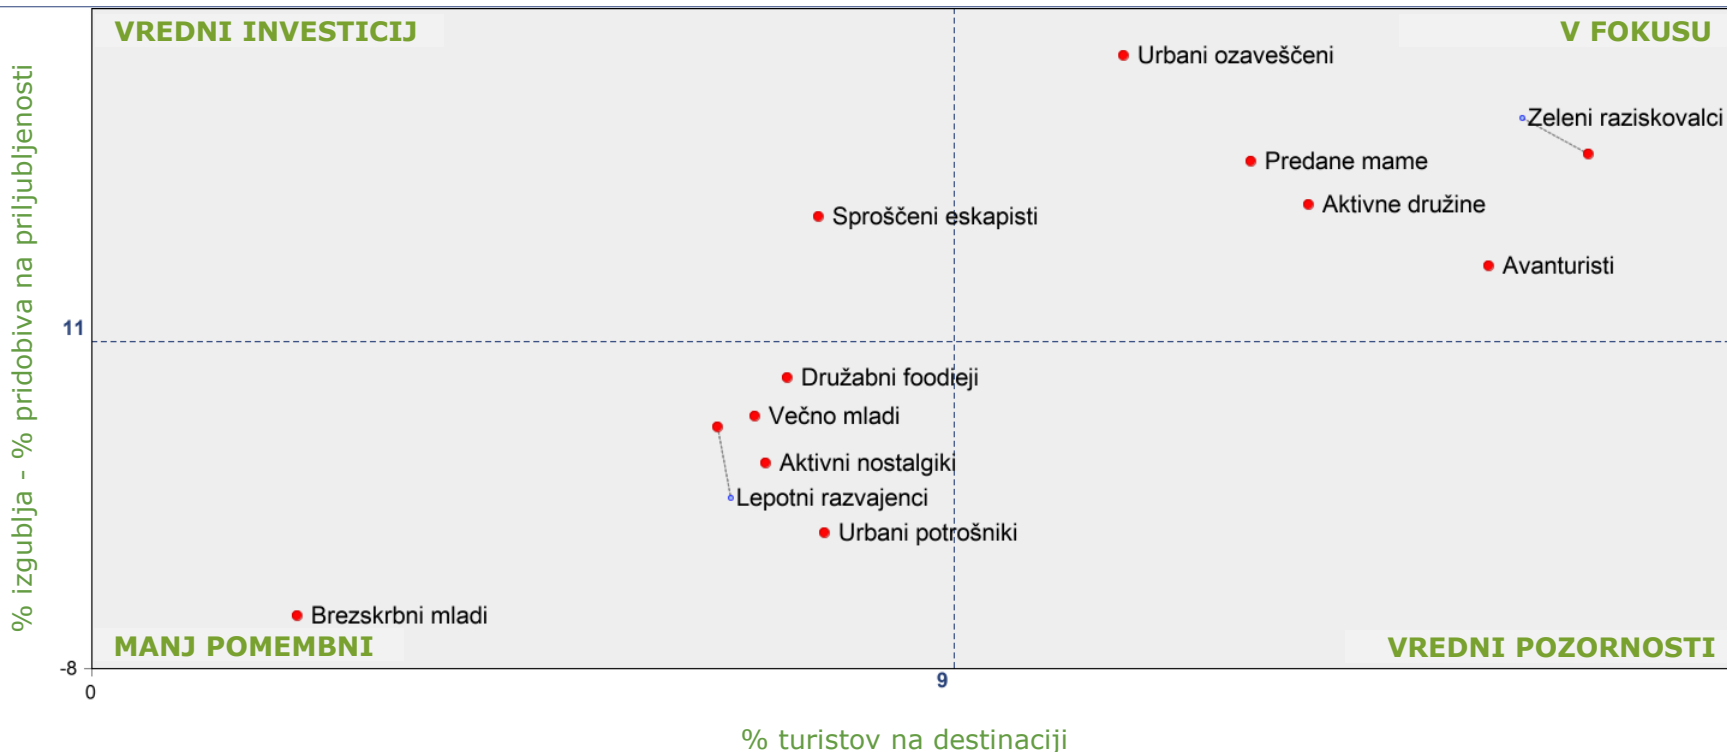 VREDNI INVESTICIJ
V FOKUSU
Urbani ozaveščeni
Zeleni raziskovalci
Predane mame
Aktivne družine
Sproščeni eskapisti
Avanturisti
% izgublja - % pridobiva na priljubljenosti
11
Družabni foodieji
Večno mladi
Aktivni nostalgiki
Lepotni razvajenci
Urbani potrošniki
Brezskrbni mladi
MANJ POMEMBNI
VREDNI POZORNOSTI
-8
0
9
% turistov na destinaciji